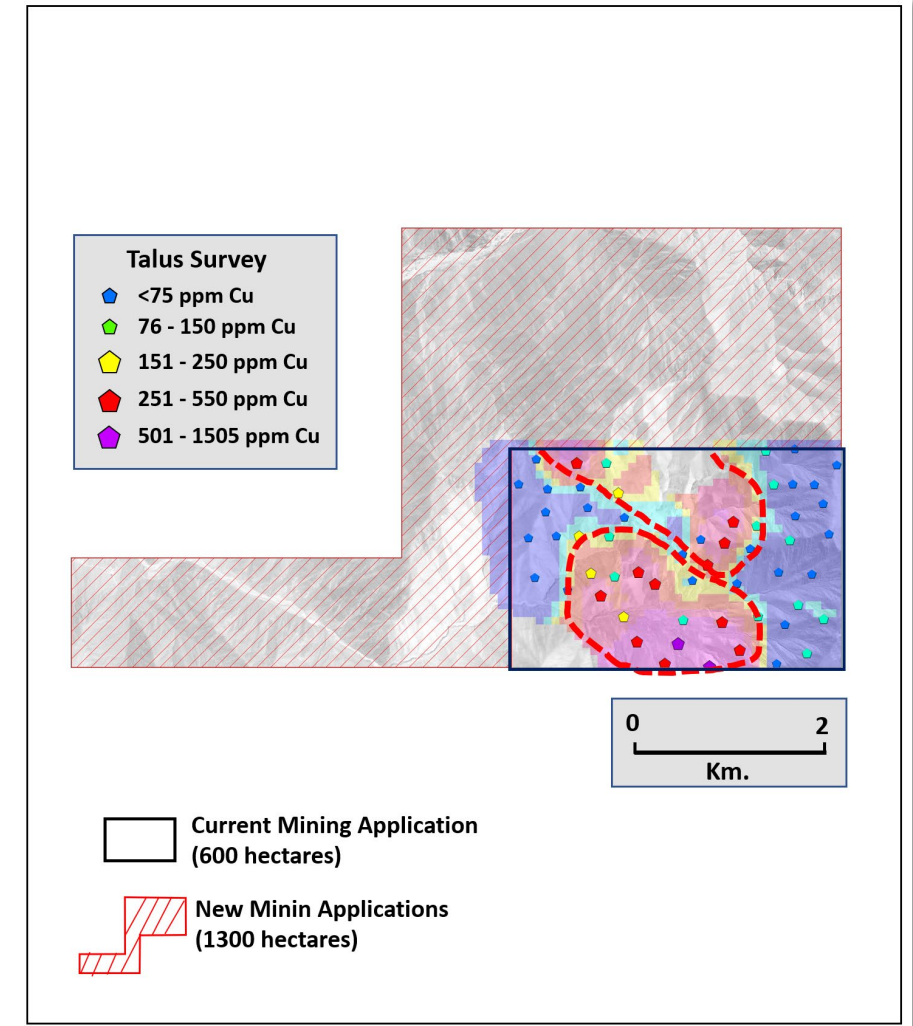 Talus Survey
<75 ppm Cu
76 - 150 ppm Cu
151 - 250 ppm Cu
251 - 550 ppm Cu
501 - 1505 ppm Cu
0 2
Km.
Current Mining Application
(600 hectares)
New Minin Applications
(1300 hectares)